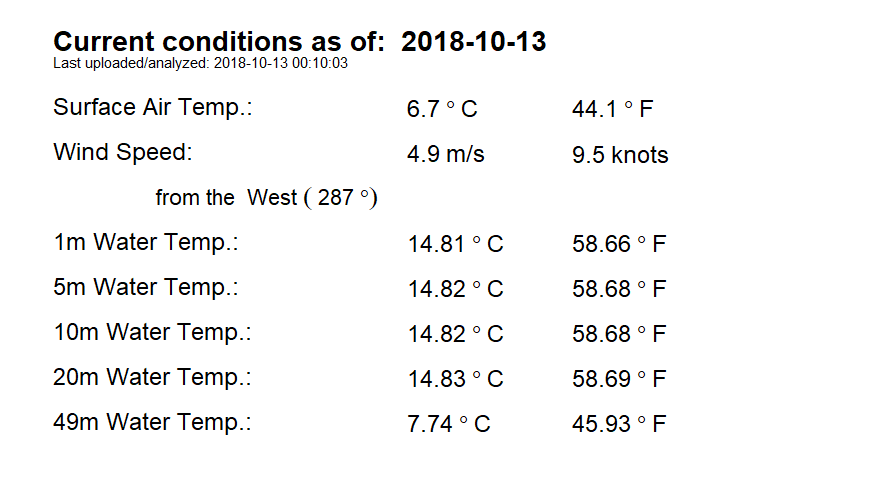 Current conditions as of: 2018-10-13
Last uploaded/analyzed: 2018-10-13 00:10:03
Surface Air Temp.: 6.7 ° C 44.1 ° F
Wind Speed: 4.9 m/s 9.5 knots
from the West ( 287 °)
1m Water Temp.: 14.81 ° C 58.66 ° F
5m Water Temp.: 14.82 ° C 58.68 ° F
10m Water Temp.: 14.82 ° C 58.68 ° F
20m Water Temp.: 14.83 ° C 58.69 ° F
49m Water Temp.: 7.74 ° C 45.93 ° F